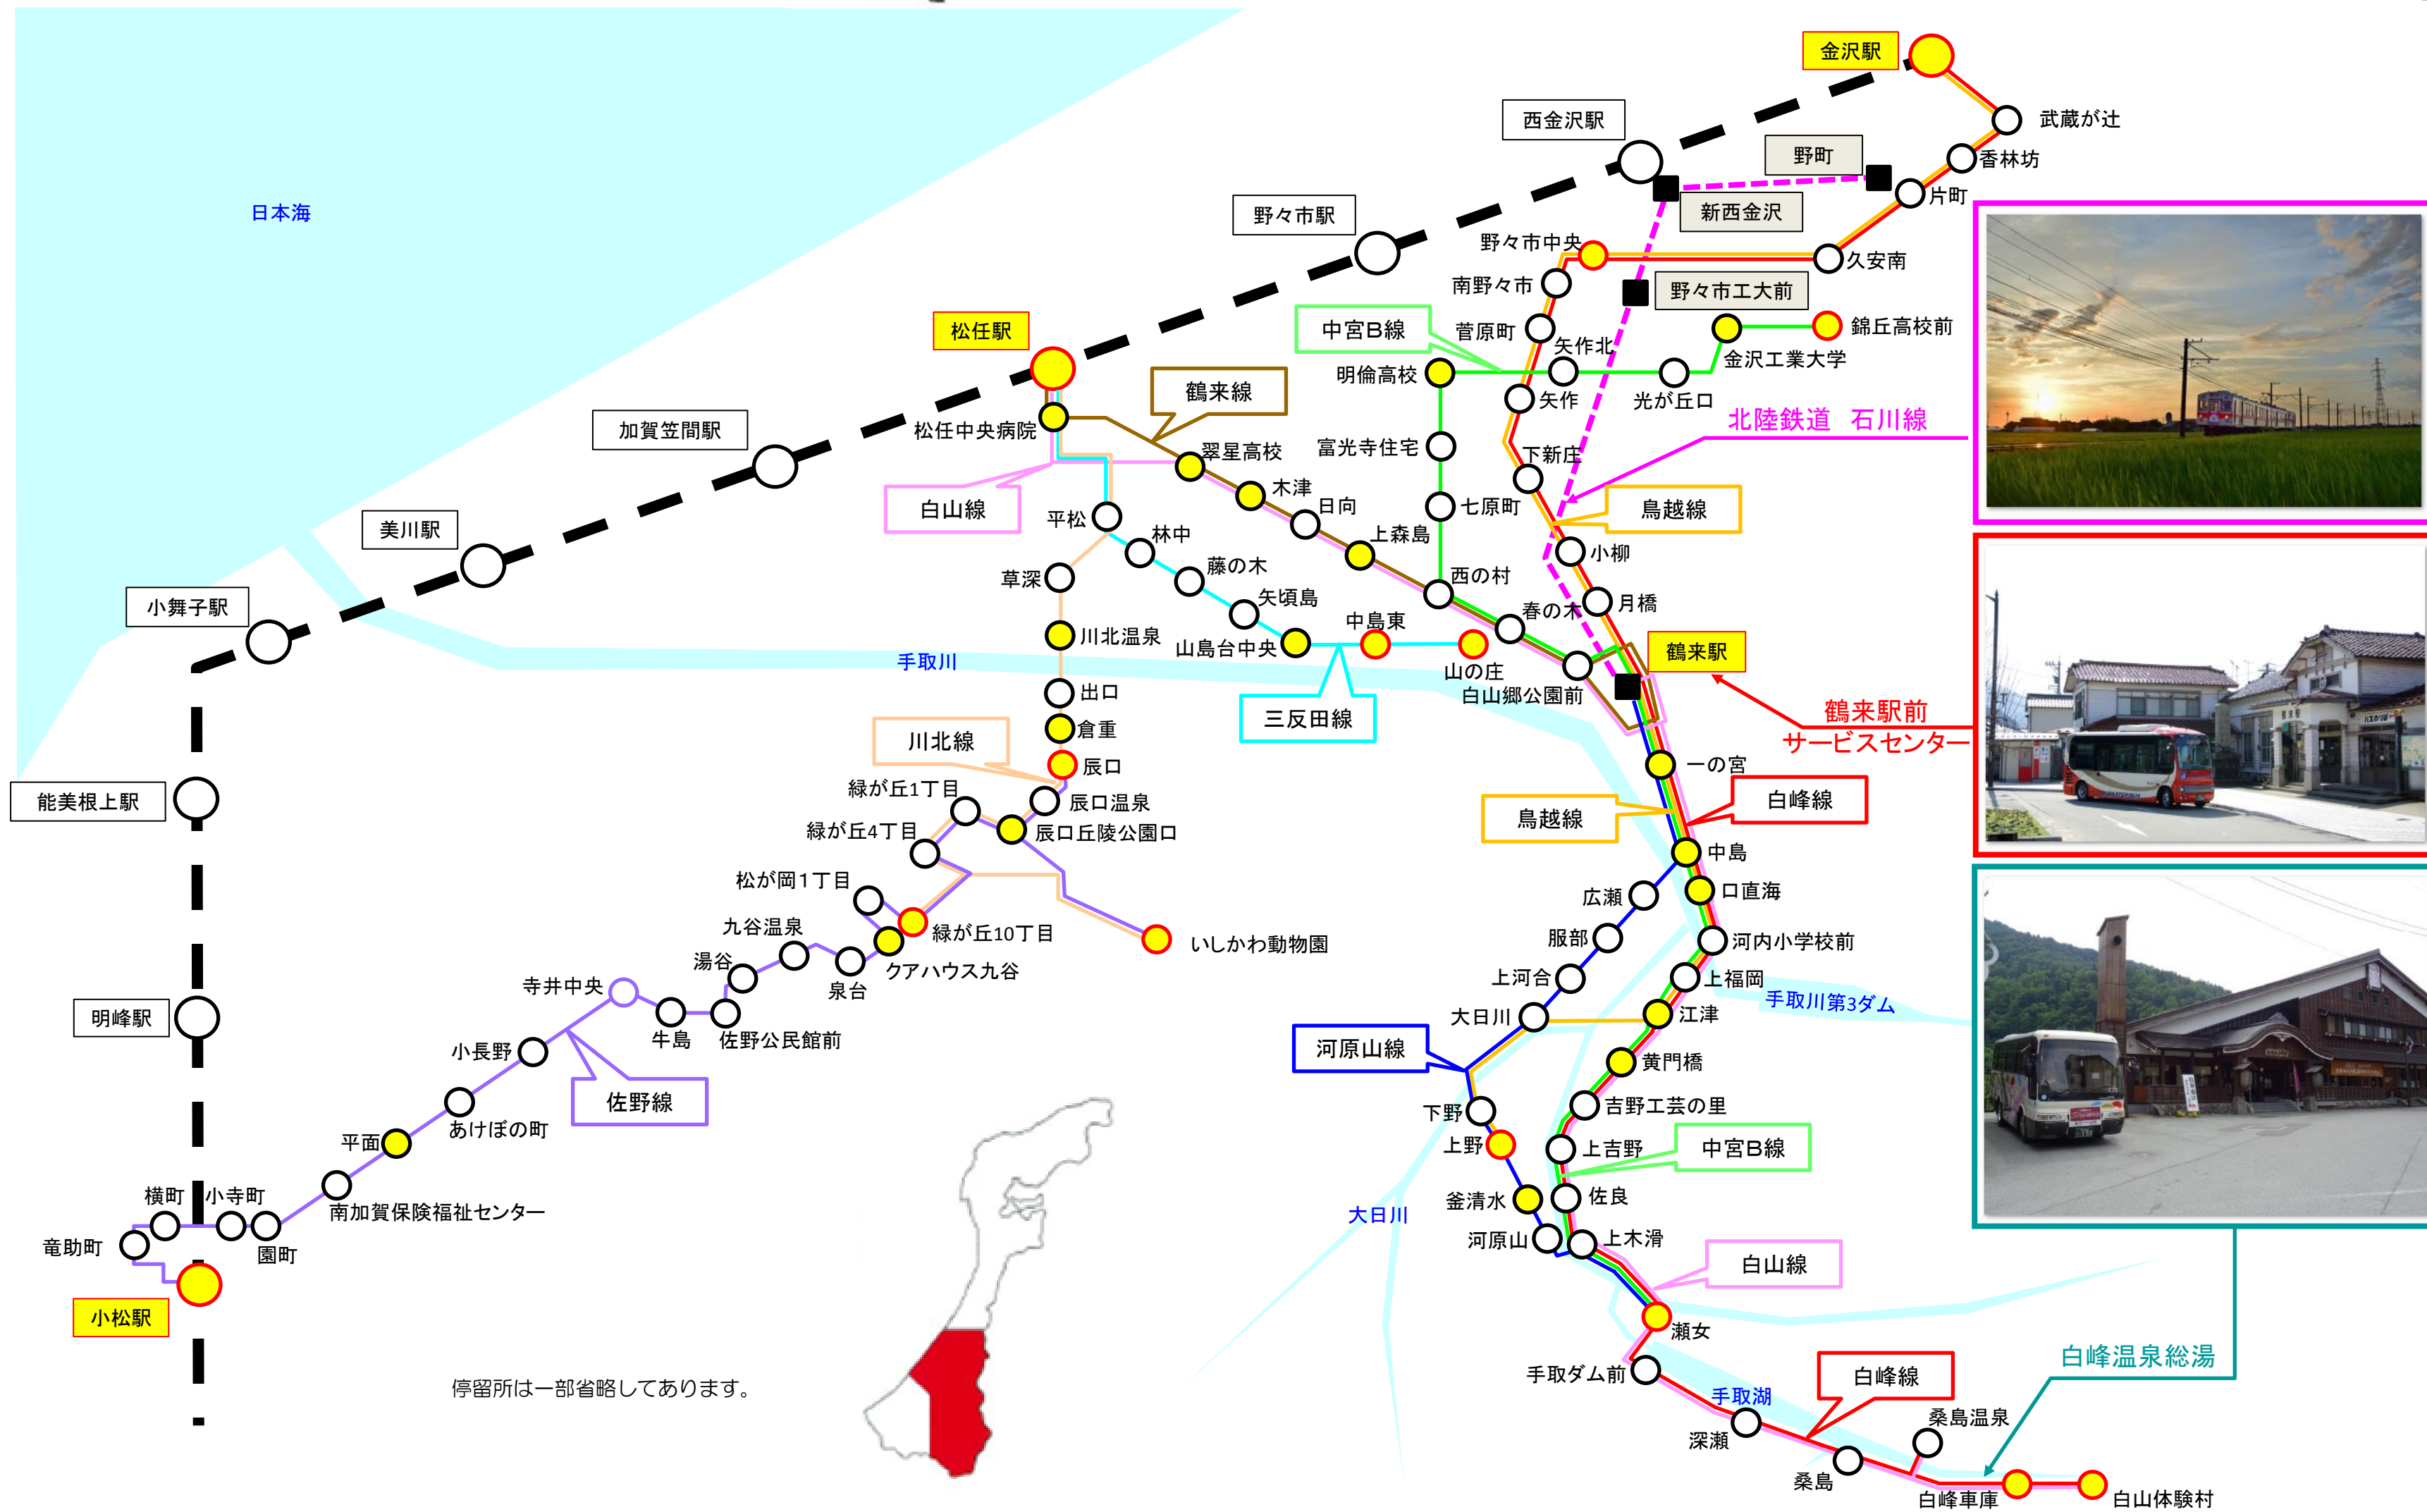 金沢駅
武蔵が辻
西金沢駅
野町
香林坊
片町
新西金沢
日本海
野々市駅
野々市中央
久安南
南野々市
野々市工大前
松任駅
中宮B線
菅原町
矢作北
金沢工業大学
錦丘高校前
明倫高校
鶴来線
矢作
光が丘口
北陸鉄道 石川線
加賀笠間駅
松任中央病院
富光寺住宅
翠星高校
下新庄
木津
白山線
日向
七原町
鳥越線
美川駅
平松
林中
上森島
小柳
草深
藤の木
西の村
小舞子駅
矢頃島
春の木
月橋
川北温泉
中島東
山島台中央
手取川
鶴来駅
山の庄
出口
白山郷公園前
三反田線
倉重
鶴来駅前
サービスセンター
川北線
辰口
一の宮
能美根上駅
緑が丘1丁目
辰口温泉
白峰線
鳥越線
緑が丘4丁目
辰口丘陵公園口
中島
松が岡1丁目
広瀬
口直海
九谷温泉
緑が丘10丁目
いしかわ動物園
服部
河内小学校前
湯谷
クアハウス九谷
寺井中央
泉台
上河合
上福岡
手取川第3ダム
明峰駅
牛島
佐野公民館前
大日川
江津
小長野
河原山線
黄門橋
佐野線
下野
吉野工芸の里
あけぼの町
平面
上野
上吉野
中宮B線
横町
小寺町
南加賀保険福祉センター
釜清水
佐良
大日川
竜助町
園町
河原山
上木滑
白山線
小松駅
瀬女
手取ダム前
白峰温泉総湯
停留所は一部省略してあります。
手取湖
白峰線
深瀬
桑島温泉
桑島
白峰車庫
白山体験村